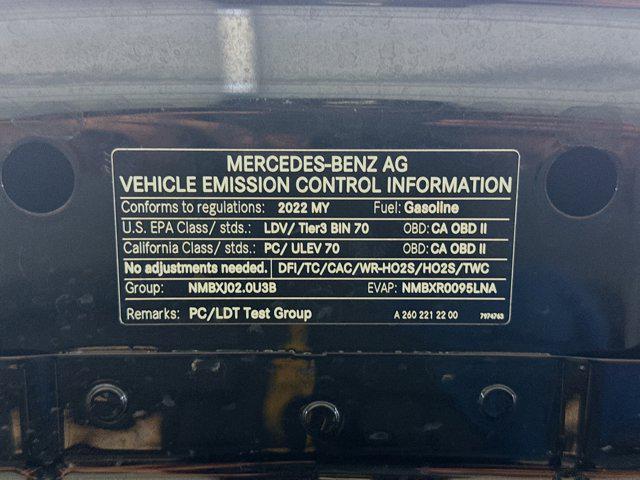 MERCEDES-BENZ AG
VEHICLE EMISSION CONTROL INFORMATION
Conforms to regulations: 2022 MY Fuel: Gasoline
U.S. EPA Class/ stds.: LDV/ Tier3 BIN 70 OBD: CA OBD II
California Class/ stds.: PC/ ULEV 70 OBD: CA OBD II
No adjustments needed. DFI/TC/CAC/WR-HO2S/HO2S/TWC
Group: NMBXJ02.0U3B EVAP: NMBXR0095LNA
Remarks: PC/LDT Test Group A 260 221 22 00 7974763